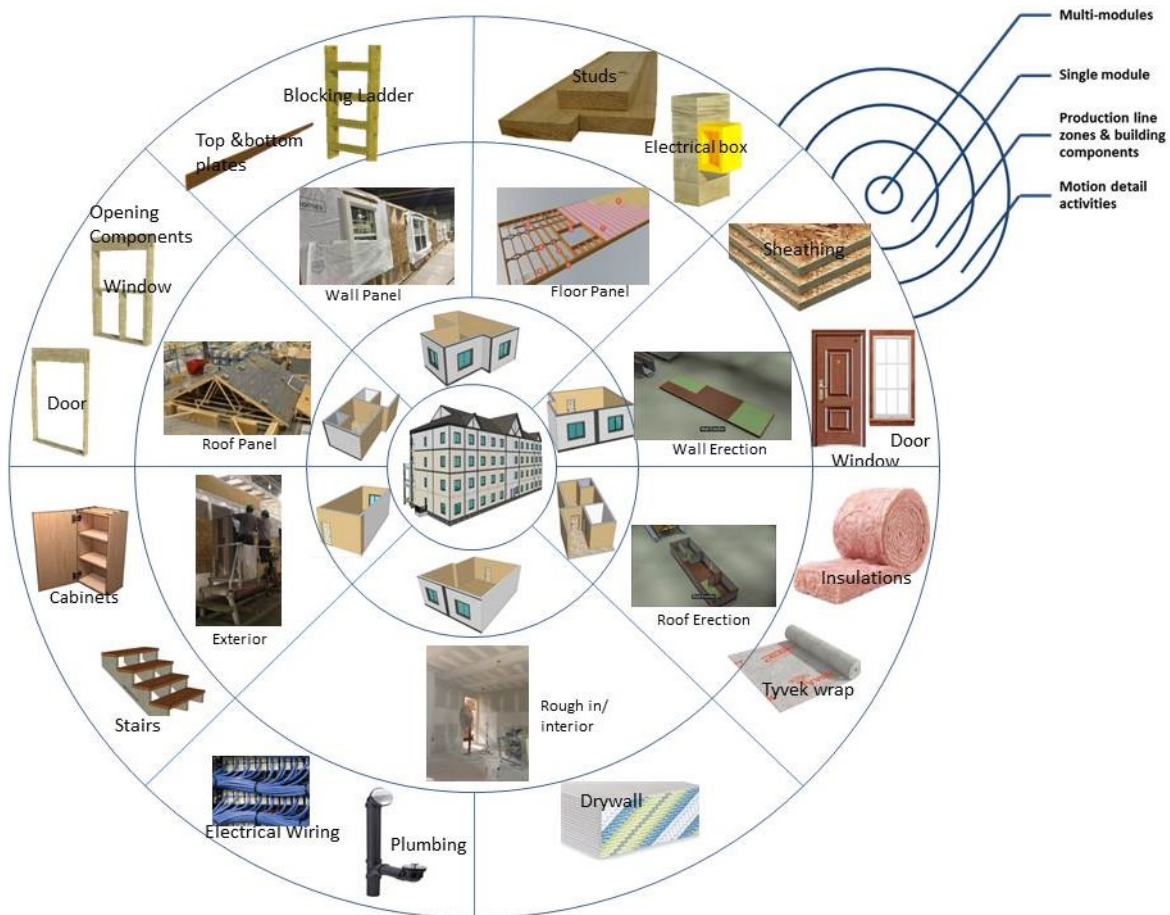 Multi-modules
Single module
Production line
zones & building
components
Motion detail
activities
Blocking Ladder
Top &bottom
plates
Studs
Electrical box
Opening
Components
Window
Door
Sheathing
Door
Window
Wall Panel
Floor Panel
Roof Panel
Wall Erection
Cabinets
Exterior
Roof Erection
Insulations
Stairs
Rough in/
interior
Tyvek wrap
Electrical Wiring
Plumbing
Drywall